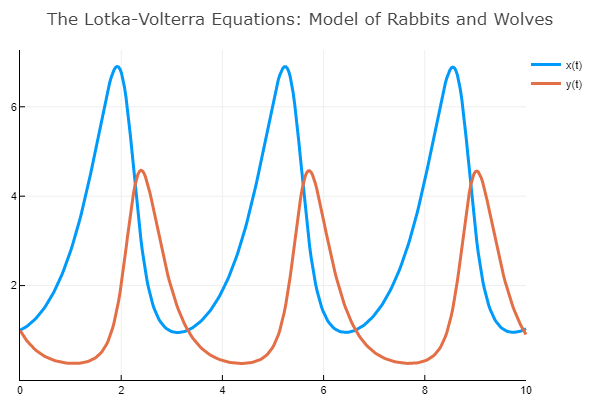 The Lotka-Volterra Equations: Model of Rabbits and Wolves
x(t)
y(t)
6
4
2
0 2 4 6 8 10